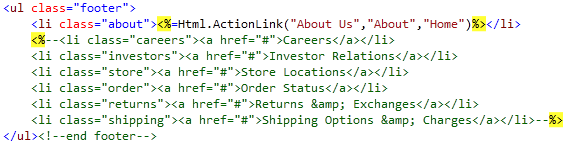 <ul class="footer">
<li class="about"><%=Html.ActionLink("About Us","About","Home")%></li>
<%--<li class="careers"><a href="#">Careers</a></li>
<li class="investors"><a href="#">Investor Relations</a></li>
<li class="store"><a href="#">Store Locations</a></li>
<li class="order"><a href="#">Order Status</a></li>
<li class="returns"><a href="#">Returns &amp; Exchanges</a></li>
<li class="shipping"><a href="#">Shipping Options &amp; Charges</a></li>--%>
</ul><!--end footer-->